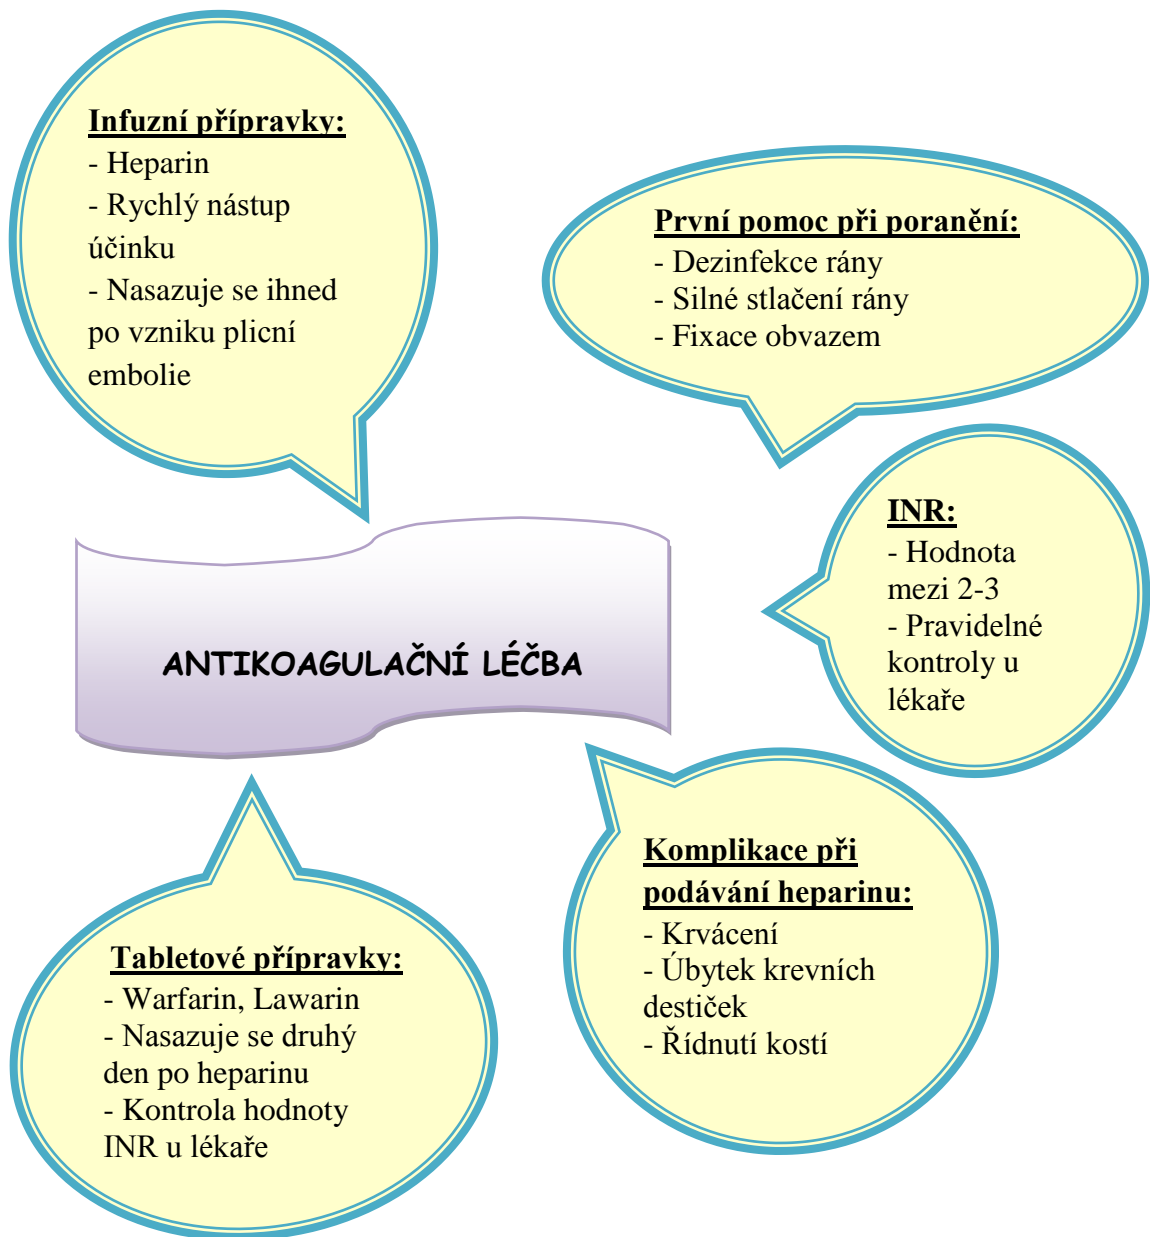 Infuzní přípravky:
- Heparin
- Rychlý nástup
účinku
- Nasazuje se ihned
po vzniku plicní
embolie
První pomoc při poranění:
- Dezinfekce rány
- Silné stlačení rány
- Fixace obvazem
INR:
- Hodnota
mezi 2-3
- Pravidelné
kontroly u
lékaře
ANTIKOAGULAČNÍ LÉČBA
Komplikace při
podávání heparinu:
- Krvácení
- Úbytek krevních
destiček
- Řídnutí kostí
Tabletové přípravky:
- Warfarin, Lawarin
- Nasazuje se druhý
den po heparinu
- Kontrola hodnoty
INR u lékaře